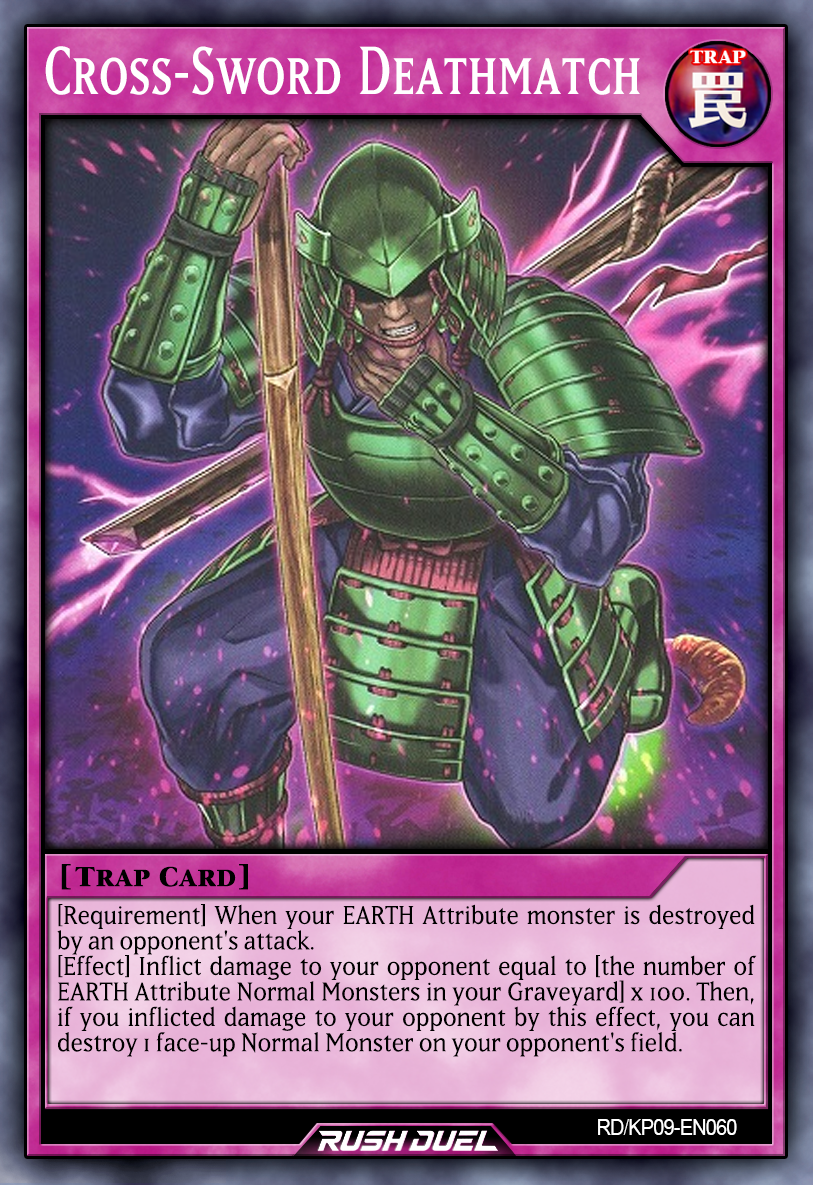 Cross-Sword Deathmatch
TRAP
罠
[Trap Card]
[Requirement] When your EARTH Attribute monster is destroyed
by an opponent's attack.
[Effect] Inflict damage to your opponent equal to [the number of
EARTH Attribute Normal Monsters in your Graveyard] x 100. Then,
if you inflicted damage to your opponent by this effect, you can
destroy 1 face-up Normal Monster on your opponent's field.
RD/KP09-EN060
RUSH DUEL